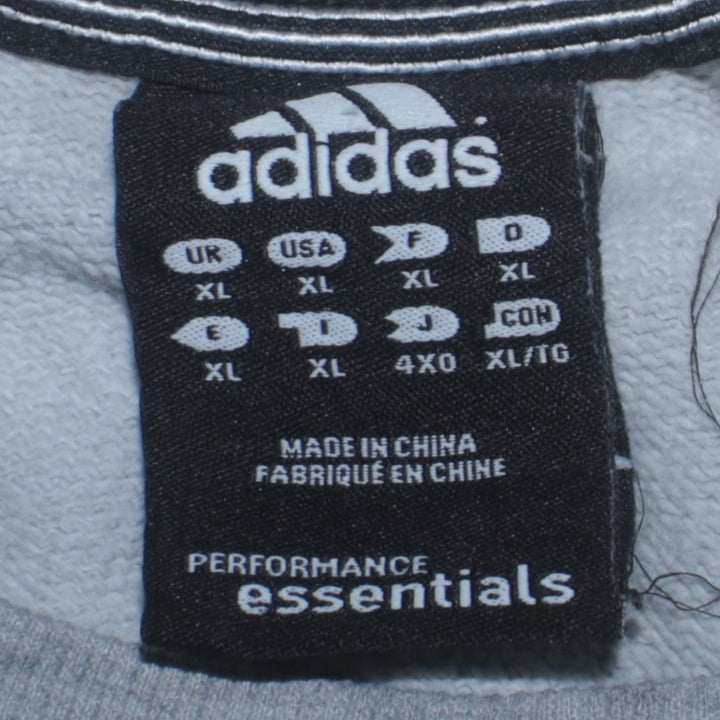 adidas
UK USA F D
XL XL XL XL
E I J CDN
XL XL 4XO XL/TG
MADE IN CHINA
FABRIQUÉ EN CHINE
PERFORMANCE
essentials